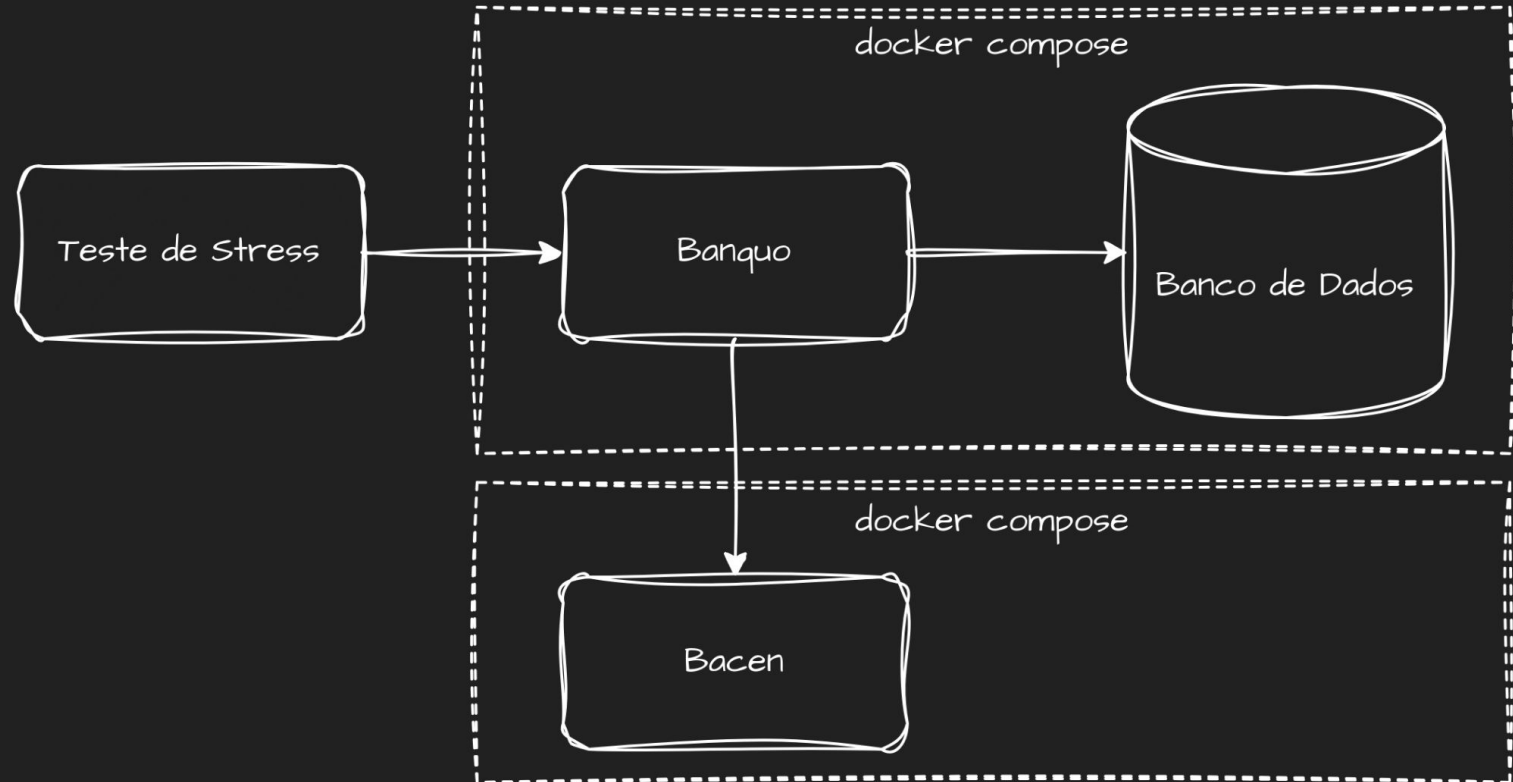 docker compose
Teste de Stress
Banquo
Banco de Dados
docker compose
Bacen